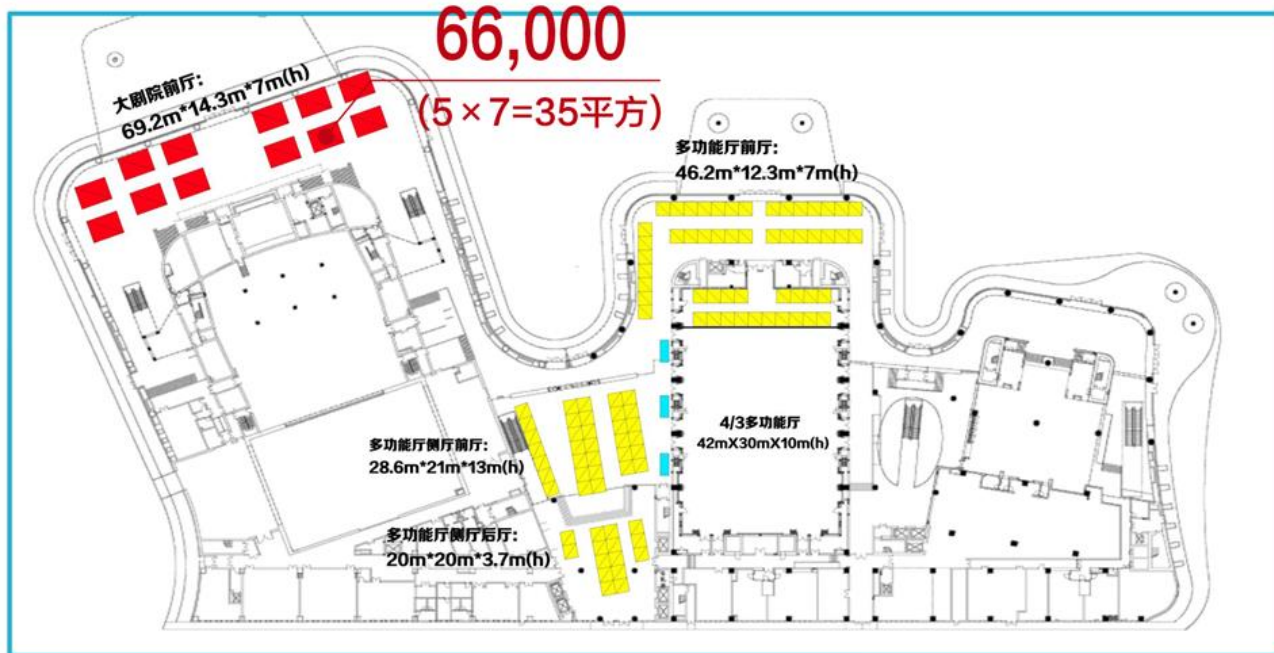 66,000
(5×7=35平方)
大剧院前厅：
69.2m*14.3m*7m(h)
多功能厅前厅：
46.2m*12.3m*7m(h)
4/3多功能厅
42mX30mX10m(h)
多功能厅侧厅前厅：
28.6m*21m*13m(h)
多功能厅侧厅后厅：
20m*20m*3.7m(h)